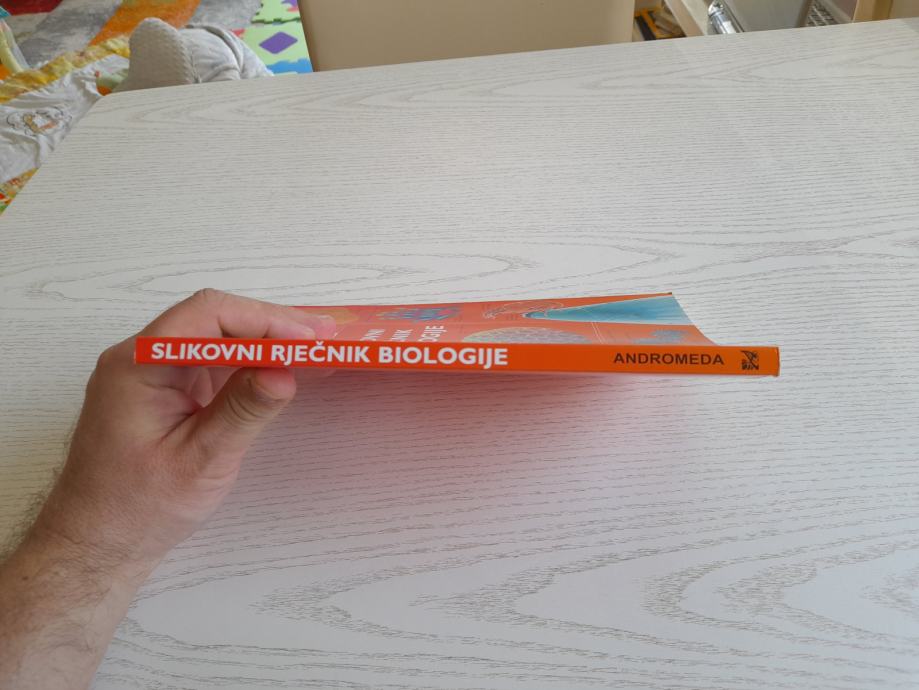 SLIKOVNI RJEČNIK BIOLOGIJE
ANDROMEDA